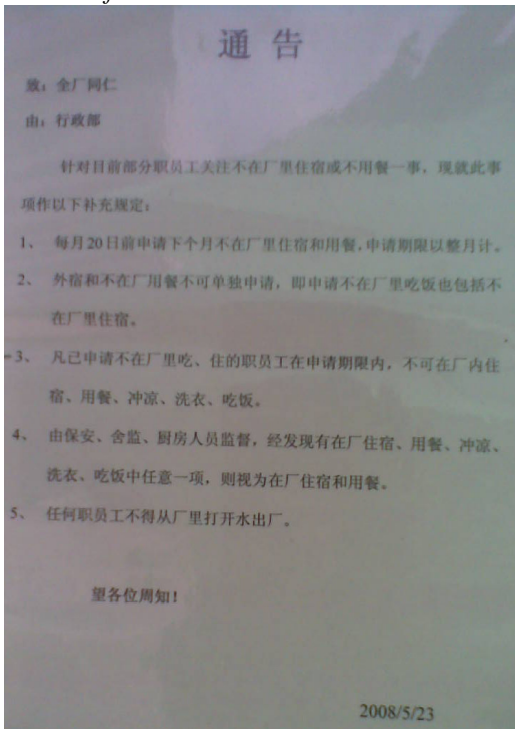 通 告
致：全厂同仁
由：行政部
针对目前部分职员工关注不在厂里住宿或不用餐一事，现就此事
项作以下补充规定：
1、 每月20日前申请下个月不在厂里住宿和用餐，申请期限以整月计。
2、 外宿和不在厂用餐不可单独申请，即申请不在厂里吃饭也包括不
在厂里住宿。
3、 凡已申请不在厂里吃、住的职员工在申请期限内，不可在厂内住
宿、用餐、冲凉、洗衣、吃饭。
4、 由保安、舍监、厨房人员监督，经发现有在厂住宿、用餐、冲凉、
洗衣、吃饭中任意一项，则视为在厂住宿和用餐。
5、 任何职员工不得从厂里打开水出厂。
望各位周知！
2008/5/23